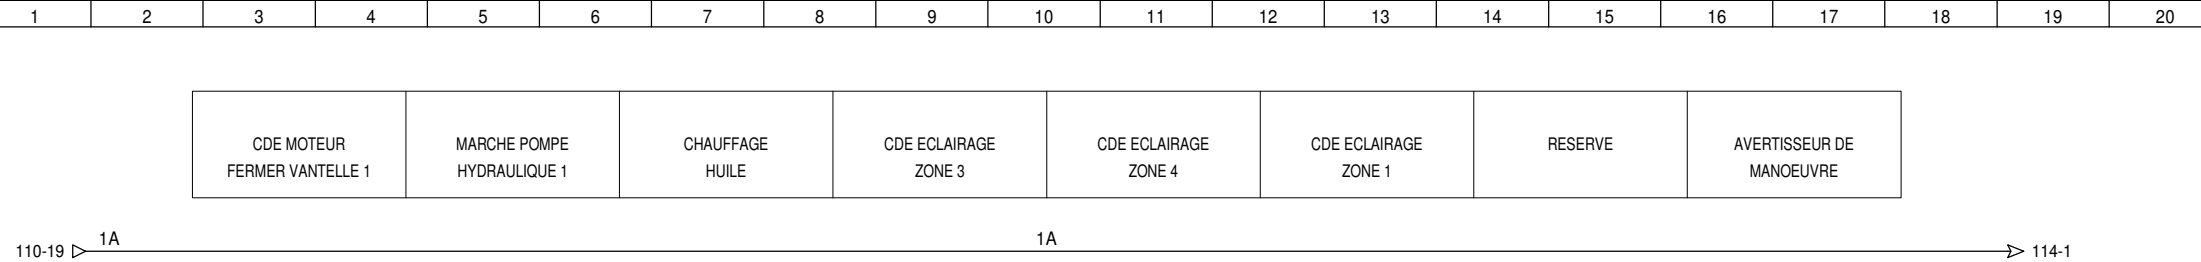 1 2 3 4 5 6 7 8 9 10 11 12 13 14 15 16 17 18 19 20
CDE MOTEUR
FERMER VANTELLE 1
MARCHE POMPE
HYDRAULIQUE 1
CHAUFFAGE
HUILE
CDE ECLAIRAGE
ZONE 3
CDE ECLAIRAGE
ZONE 4
CDE ECLAIRAGE
ZONE 1
RESERVE
AVERTISSEUR DE
MANOEUVRE
110-19 1A 1A 114-1